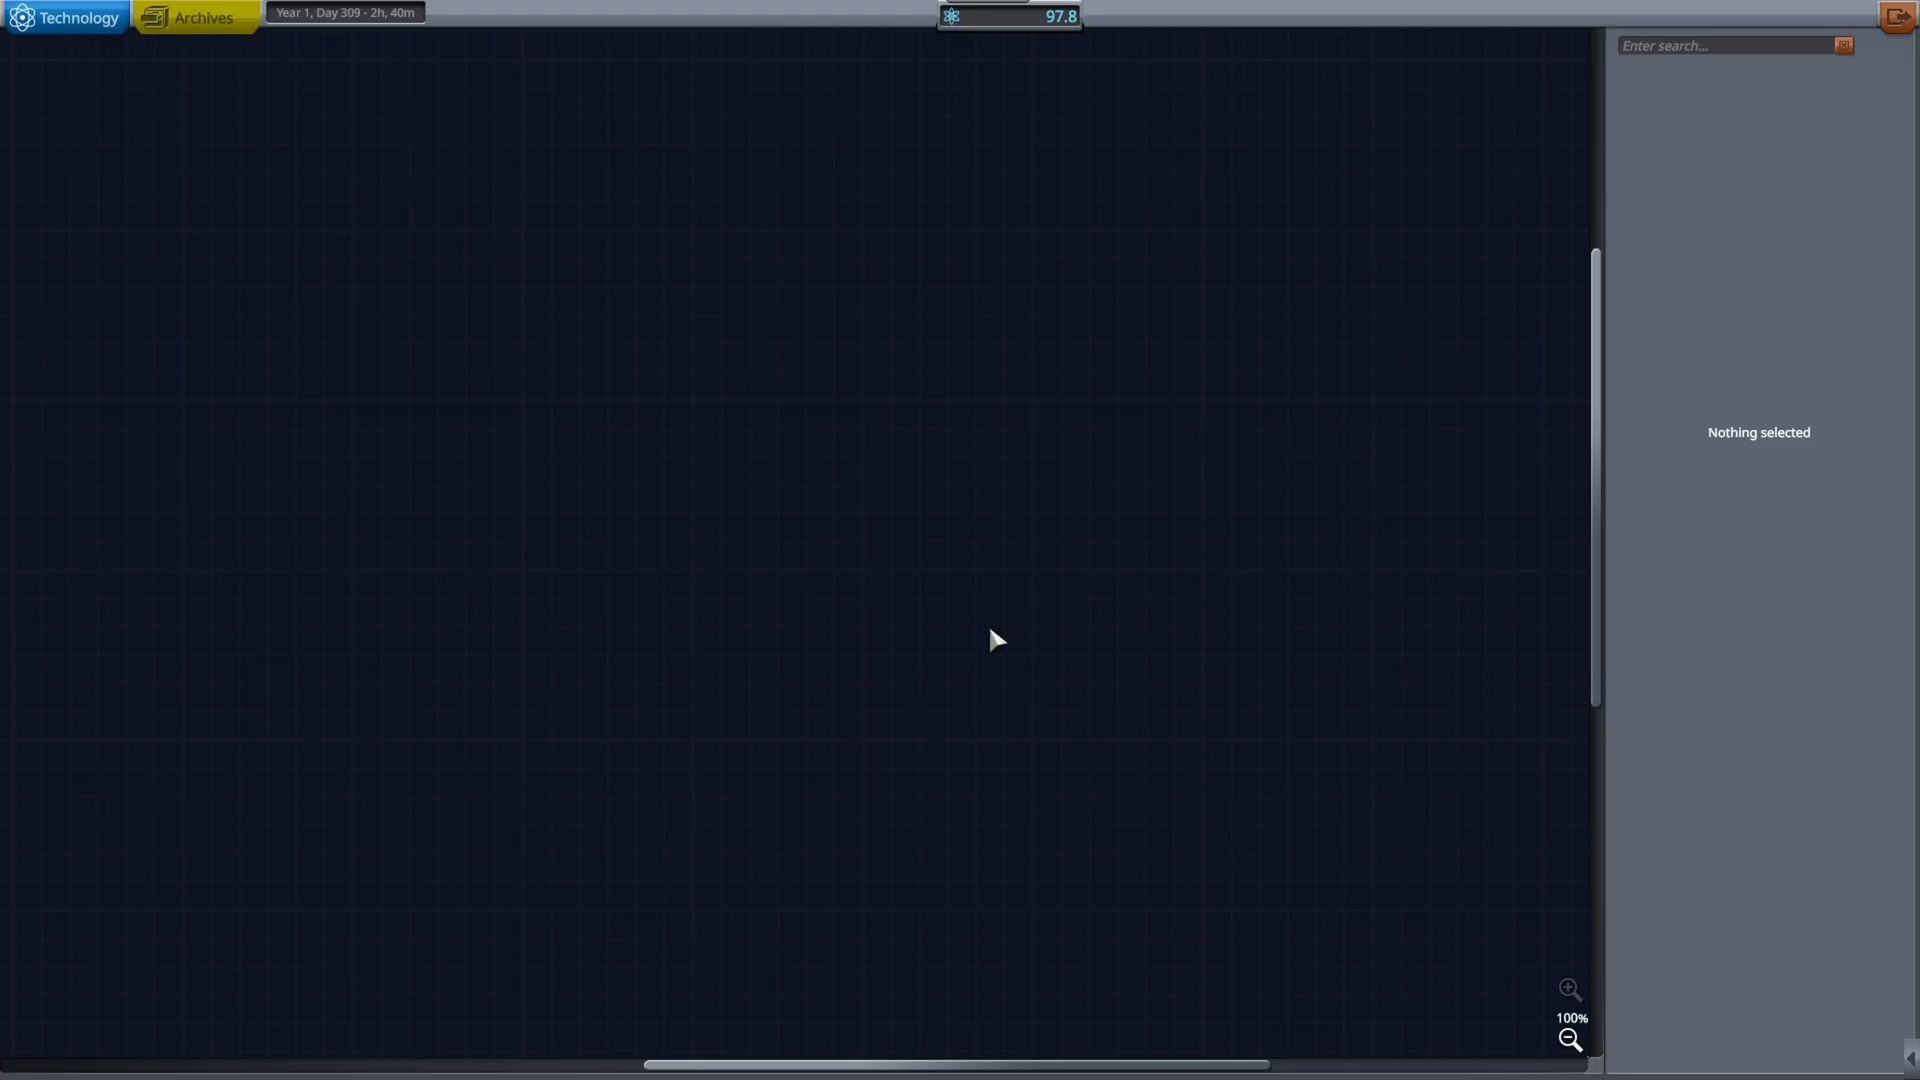 Technology
Archives
Year 1, Day 309 - 2h, 40m
97.8
Enter search...
Nothing selected
100%